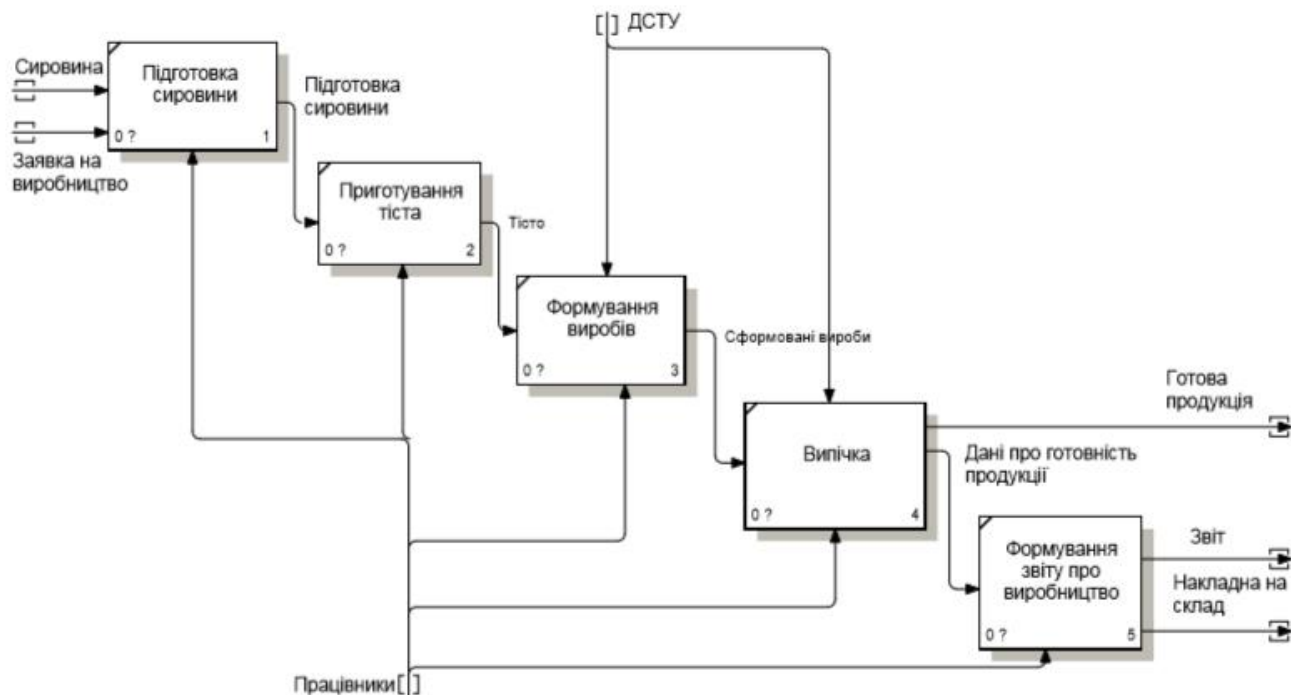 [ ] ДСТУ
Сировина
Підготовка
сировини
0 ?
1
Підготовка
сировини
Заявка на
виробництво
Приготування
тіста
0 ?
2
Тісто
Формування
виробів
0 ?
3
Сформовані вироби
Готова
продукція
Випічка
0 ?
4
Дані про готовність
продукції
Формування
звіту про
виробництво
0 ?
5
Звіт
Накладна на
склад
Працівники [ ]